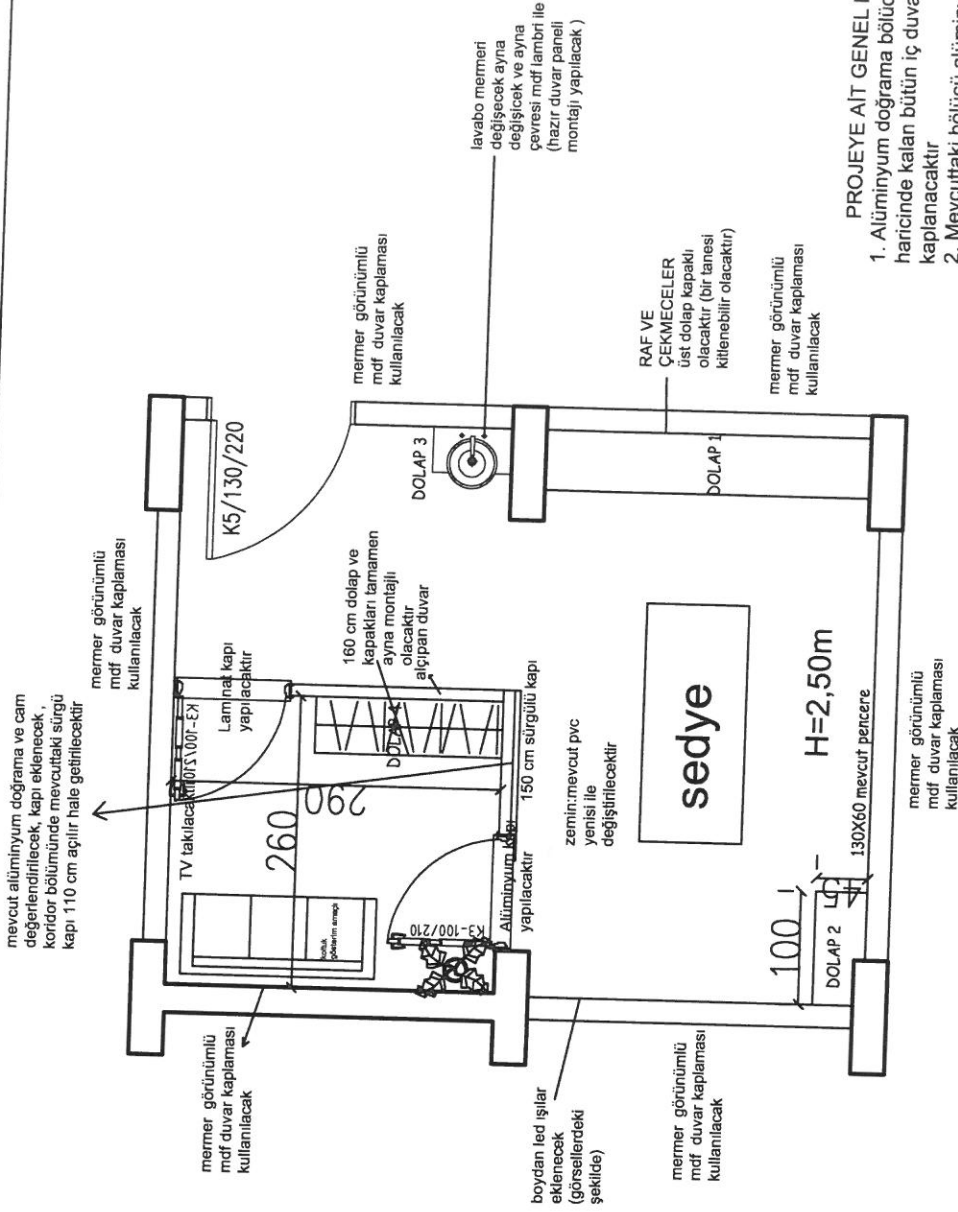 mevcut alüminyum doğrama ve cam
değerlendirilecek, kapı eklenecek ,
koridor bölümünde mevcuttaki sürgü
kapı 110 cm açılır hale getirilecektir
mermer görünümlü
mdf duvar kaplaması
kullanılacak
TV takılacaktır
K3-100/210
Laminat kapı
yapılacaktır
K5/130/220
260
290
koltuk
gösterim amaçlı
160 cm dolap ve
kapakları tamamen
ayna montajlı
olacaktır
alçıpan duvar
DOLAP 4
DOLAP 3
mermer görünümlü
mdf duvar kaplaması
kullanılacak
lavabo mermeri
değişecek ayna
değişicek ve ayna
çevresi mdf lambri ile
(hazır duvar paneli
montajı yapılacak )
K3-100/210
Alüminyum kapı
yapılacaktır
150 cm sürgülü kapı
mermer görünümlü
mdf duvar kaplaması
kullanılacak
boydan led ışılar
eklenecek
(görsellerdeki
şekilde)
zemin:mevcut pvc
yenisi ile
değiştirilecektir
RAF VE
ÇEKMECELER
üst dolap kapaklı
olacaktır (bir tanesi
kitlenebilir olacaktır)
DOLAP 1
sedye
H=2,50m
130X60 mevcut pencere
100
DOLAP 2
mermer görünümlü
mdf duvar kaplaması
kullanılacak
mermer görünümlü
mdf duvar kaplaması
kullanılacak
mermer görünümlü
mdf duvar kaplaması
kullanılacak
PROJEYE AİT GENEL
1. Alüminyum doğrama
haricinde kalan bütün iç
kaplanacaktır
2. Mevcuttaki bölücü